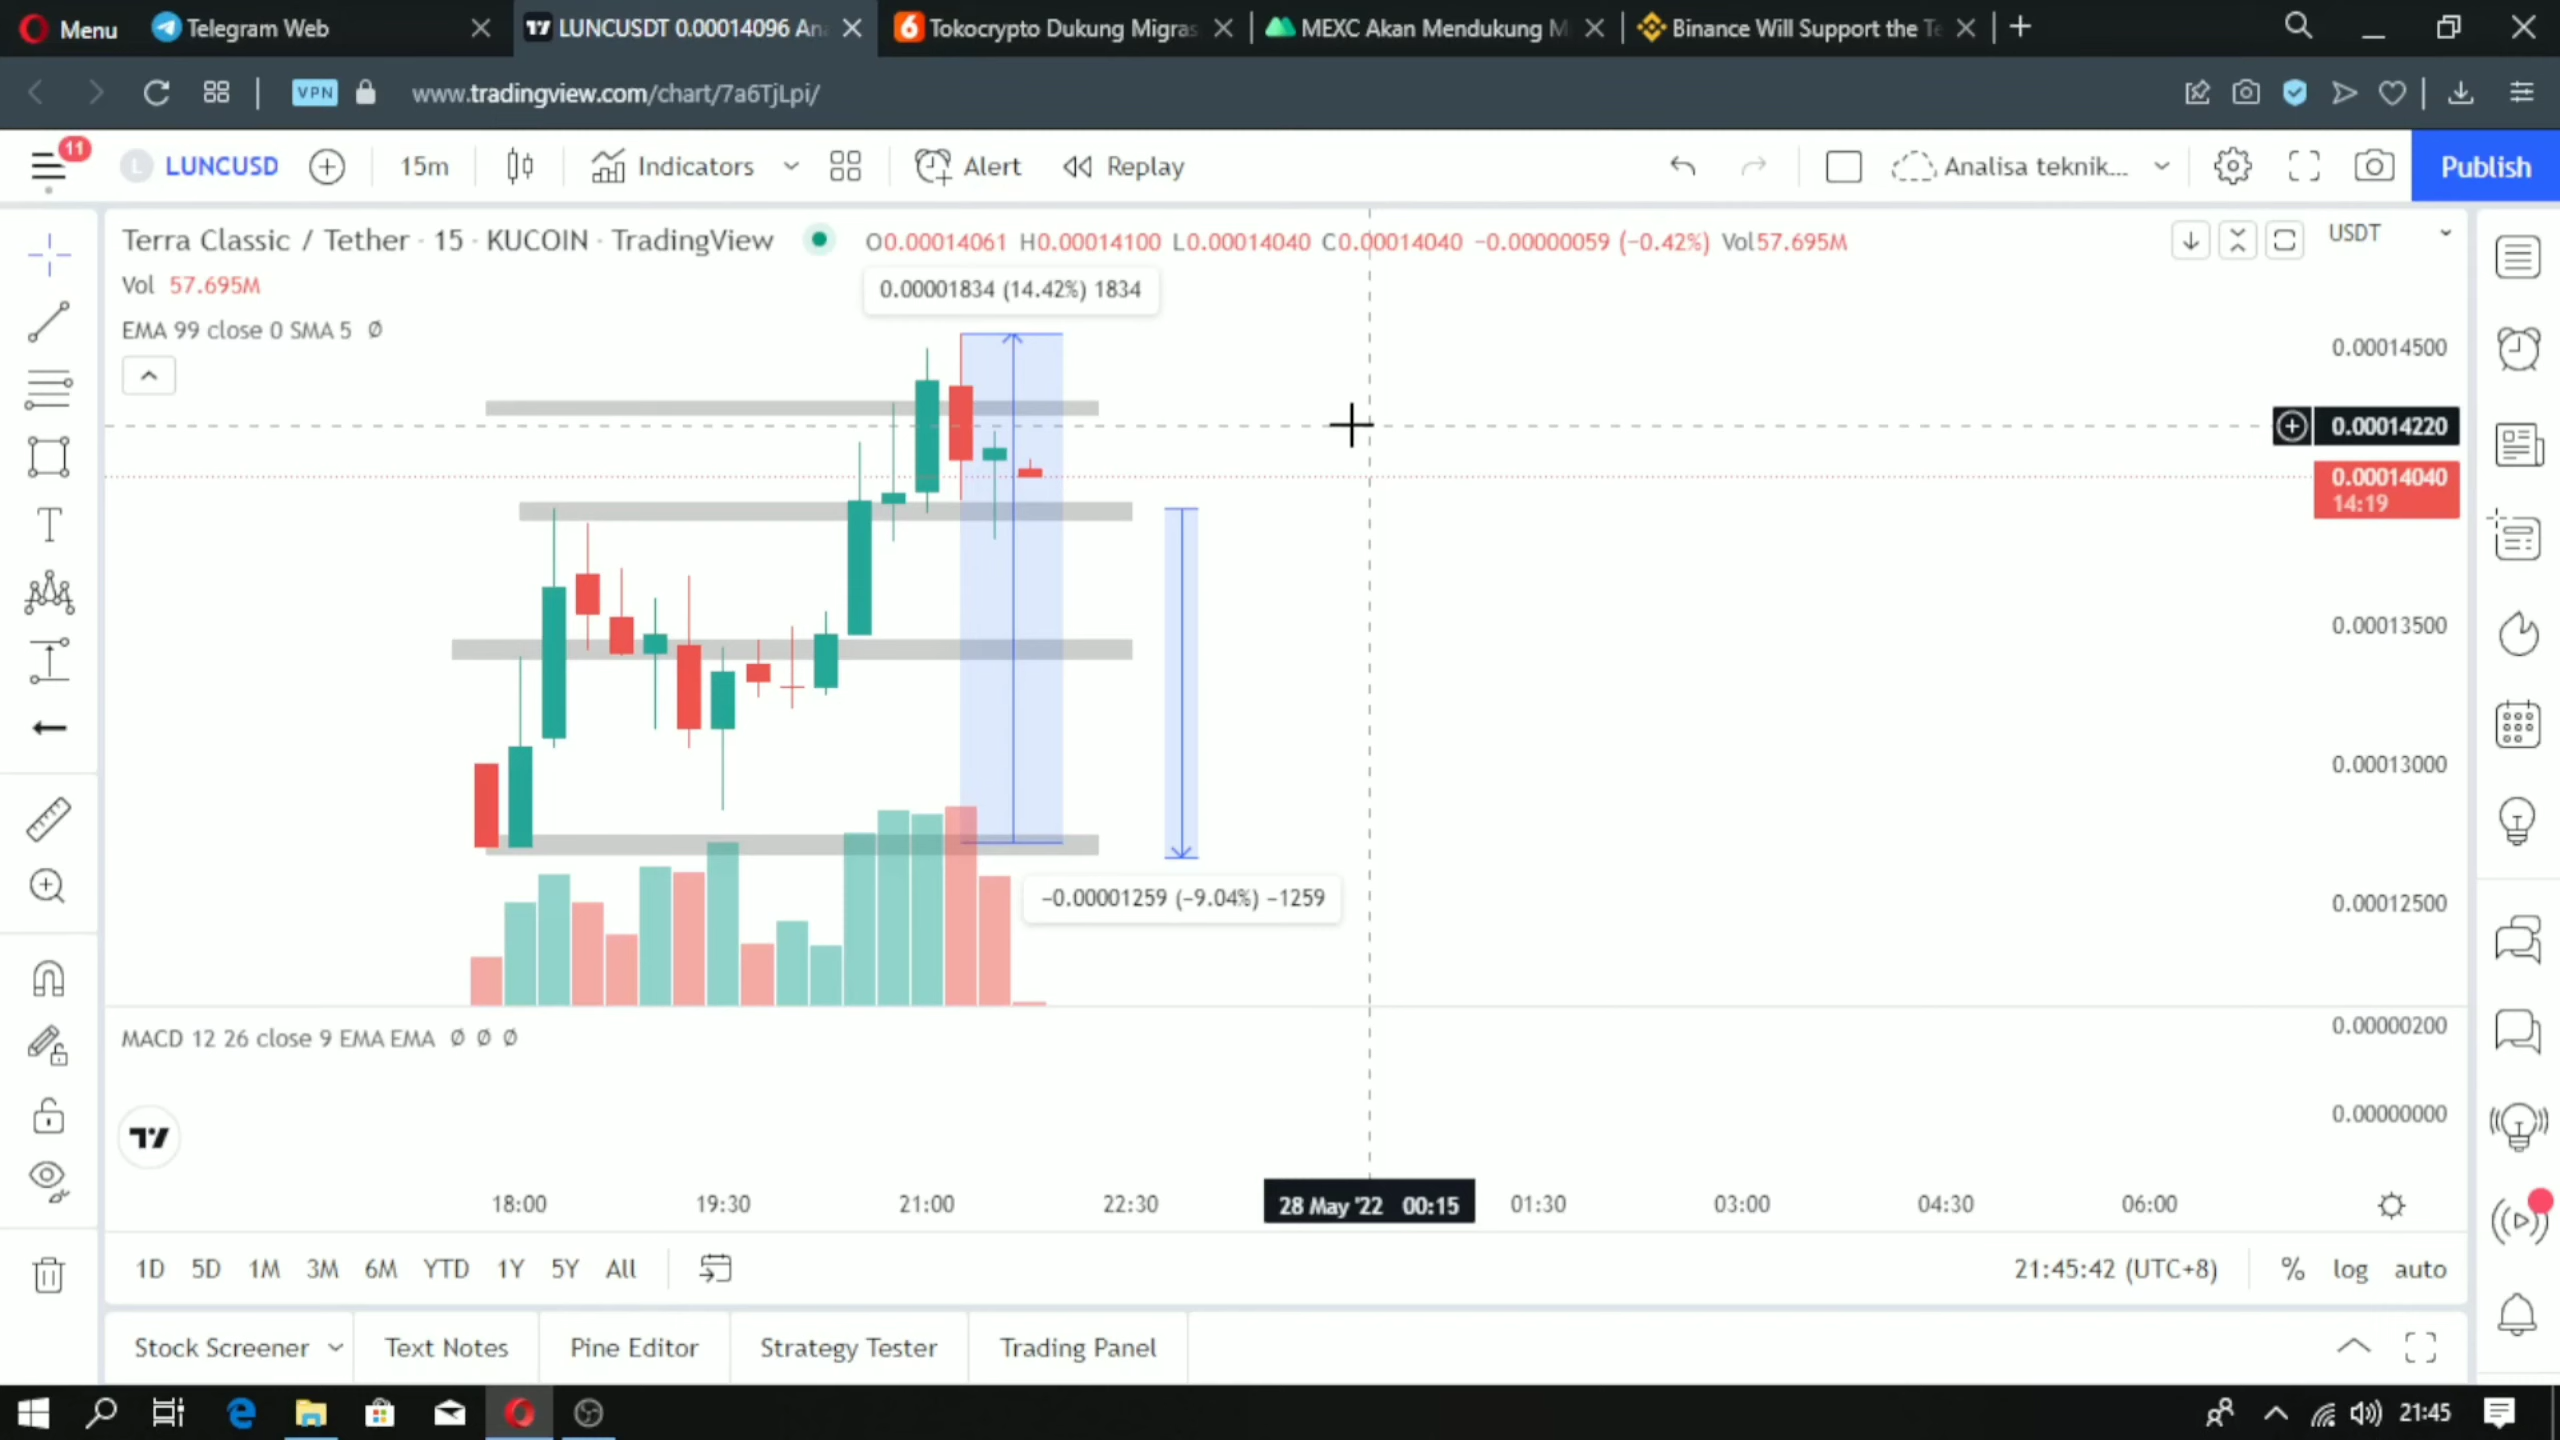 Menu
Telegram Web
LUNCUSDT 0.00014096 An
Tokocrypto Dukung Migras
MEXC Akan Mendukung M
Binance Will Support the Te
VPN
www.tradingview.com/chart/7a6TjLpi/
11
L LUNCUSD
15m
Indicators
Alert
Replay
Analisa teknik...
Publish
Terra Classic / Tether · 15 · KUCOIN · TradingView
O0.00014061 H0.00014100 L0.00014040 C0.00014040 −0.00000059 (−0.42%) Vol57.695M
USDT
Vol 57.695M
0.00001834 (14.42%) 1834
EMA 99 close 0 SMA 5 Ø
0.00014500
0.00014220
0.00014040
14:19
0.00013500
0.00013000
−0.00001259 (−9.04%) −1259
0.00012500
MACD 12 26 close 9 EMA EMA Ø Ø Ø
0.00000200
0.00000000
18:00
19:30
21:00
22:30
28 May '22 00:15
01:30
03:00
04:30
06:00
1D 5D 1M 3M 6M YTD 1Y 5Y All
21:45:42 (UTC+8)
% log auto
Stock Screener
Text Notes
Pine Editor
Strategy Tester
Trading Panel
21:45